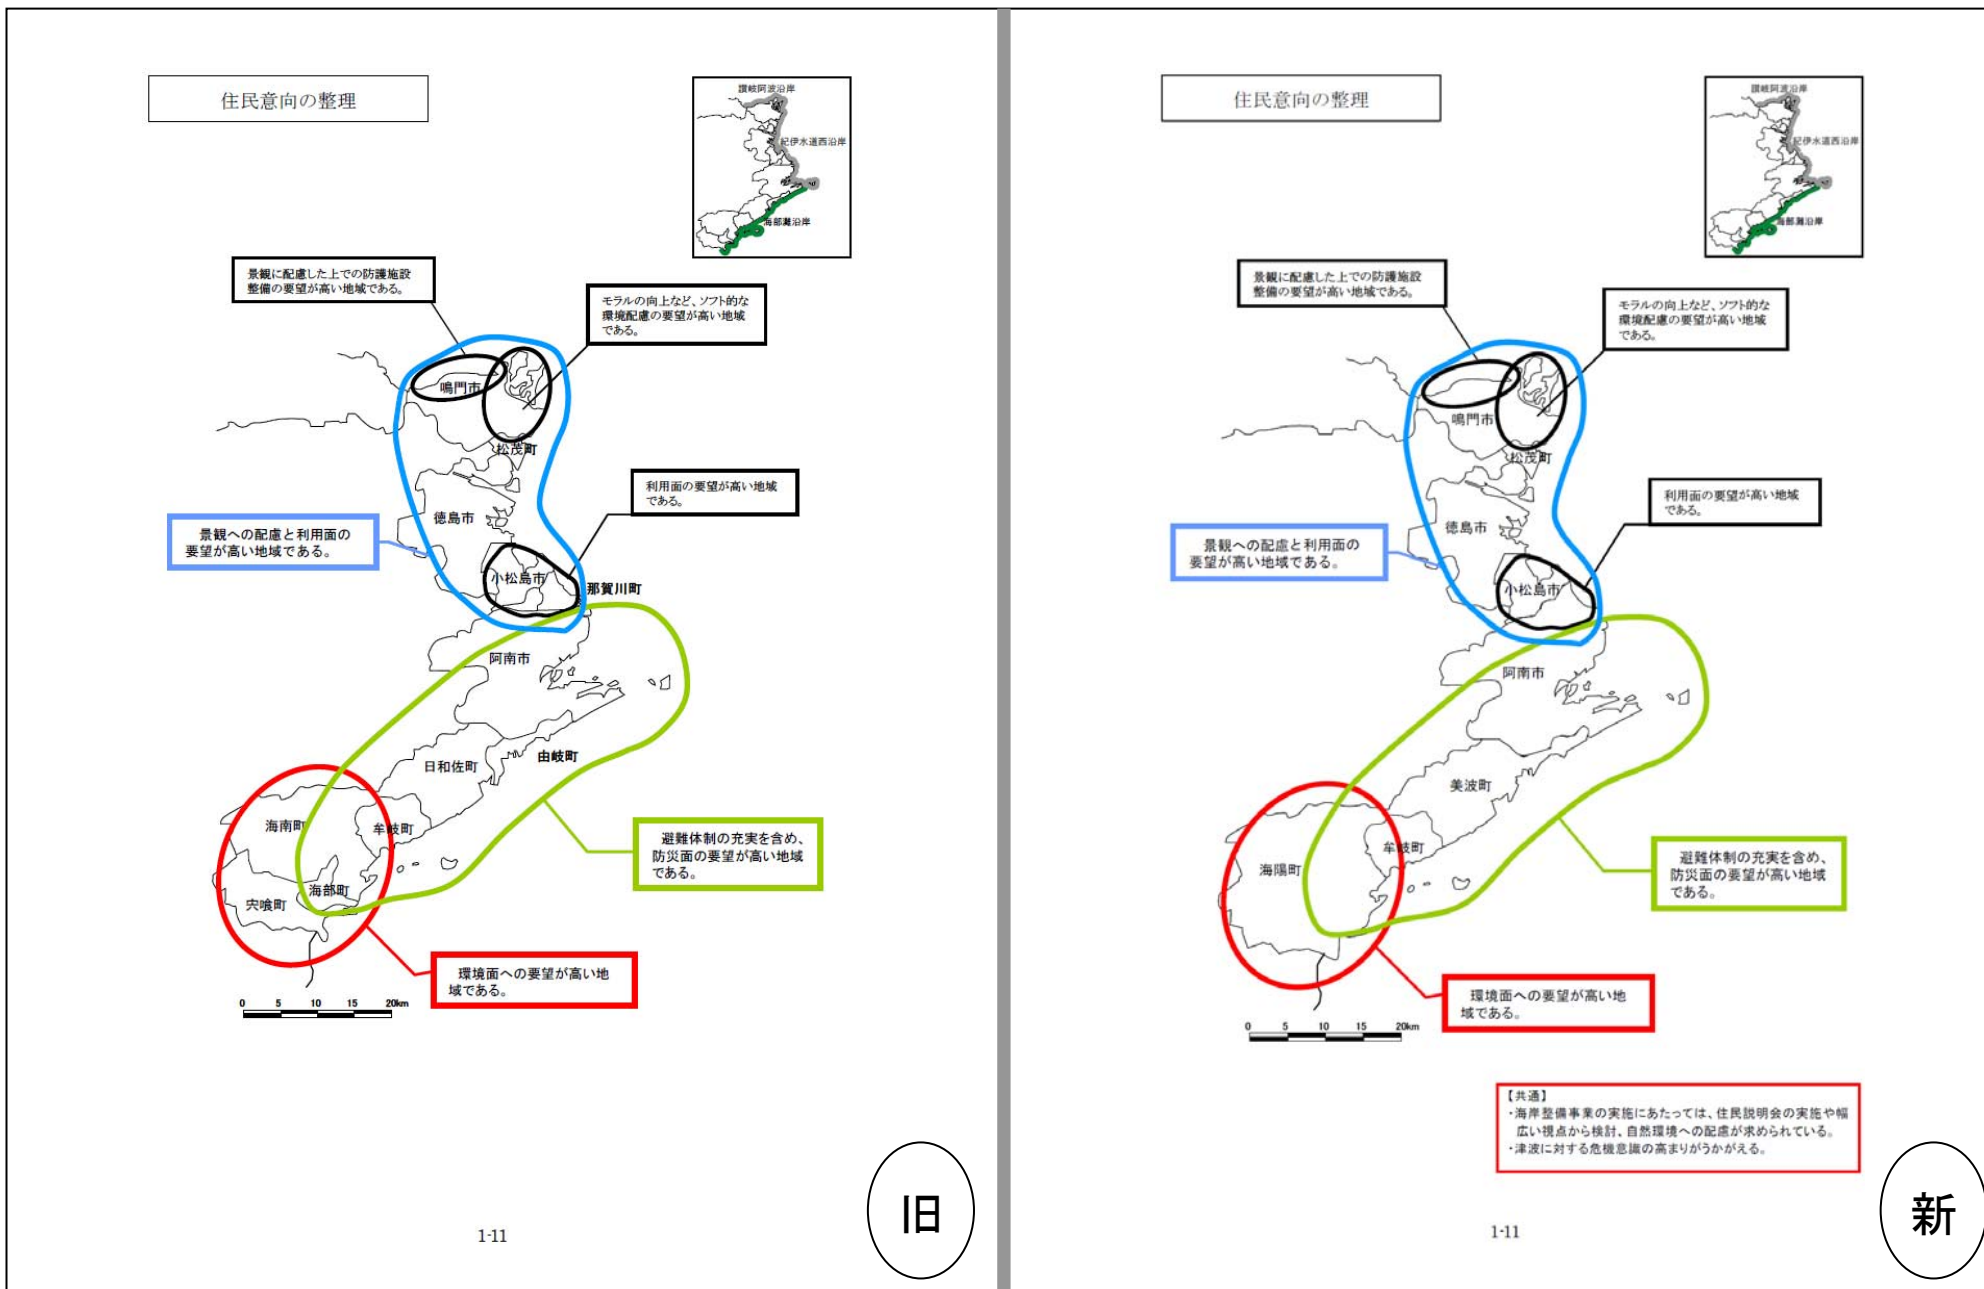 住民意向の整理
讃岐阿波沿岸
紀伊水道西沿岸
海部灘沿岸
景観に配慮した上での防護施設
整備の要望が高い地域である。
モラルの向上など、ソフト的な
環境配慮の要望が高い地域
である。
鳴門市
松茂町
利用面の要望が高い地域
である。
徳島市
景観への配慮と利用面の
要望が高い地域である。
小松島市
那賀川町
阿南市
由岐町
日和佐町
海南町
牟岐町
避難体制の充実を含め、
防災面の要望が高い地域
である。
海部町
宍喰町
環境面への要望が高い地
域である。
0 5 10 15 20km
1-11
旧
住民意向の整理
讃岐阿波沿岸
紀伊水道西沿岸
海部灘沿岸
景観に配慮した上での防護施設
整備の要望が高い地域である。
モラルの向上など、ソフト的な
環境配慮の要望が高い地域
である。
鳴門市
松茂町
利用面の要望が高い地域
である。
徳島市
景観への配慮と利用面の
要望が高い地域である。
小松島市
阿南市
美波町
牟岐町
海陽町
避難体制の充実を含め、
防災面の要望が高い地域
である。
環境面への要望が高い地
域である。
0 5 10 15 20km
【共通】
・海岸整備事業の実施にあたっては、住民説明会の実施や幅
広い視点から検討、自然環境への配慮が求められている。
・津波に対する危機意識の高まりがうかがえる。
1-11
新